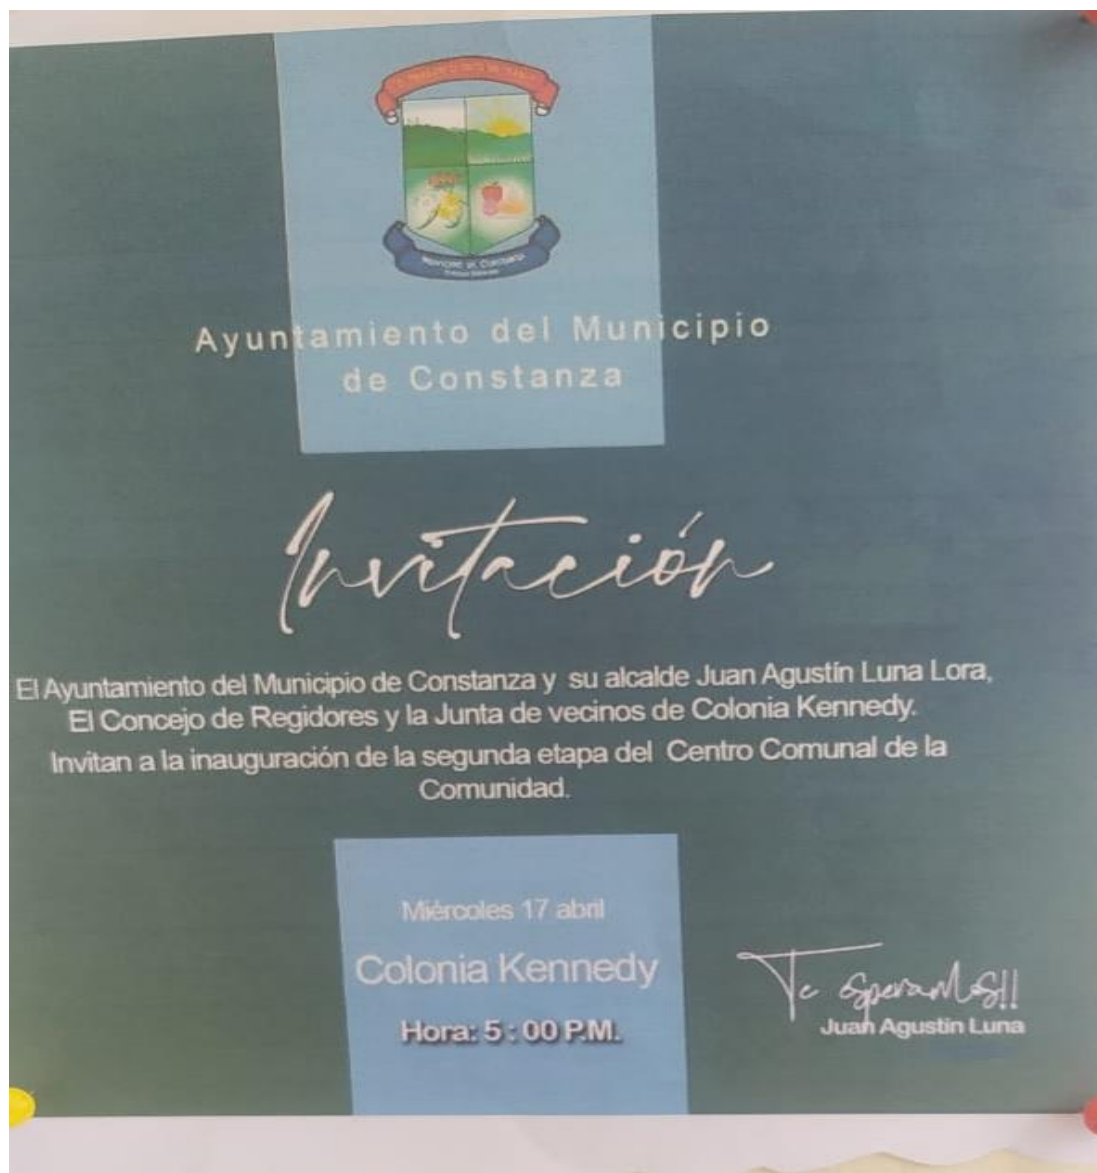 Ayuntamiento del Municipio
de Constanza
Invitación
El Ayuntamiento del Municipio de Constanza y su alcalde Juan Agustín Luna Lora,
El Concejo de Regidores y la Junta de vecinos de Colonia Kennedy.
Invitan a la inauguración de la segunda etapa del Centro Comunal de la
Comunidad.
Miércoles 17 abril
Colonia Kennedy
Hora: 5 : 00 P.M.
Te esperamos!!
Juan Agustin Luna